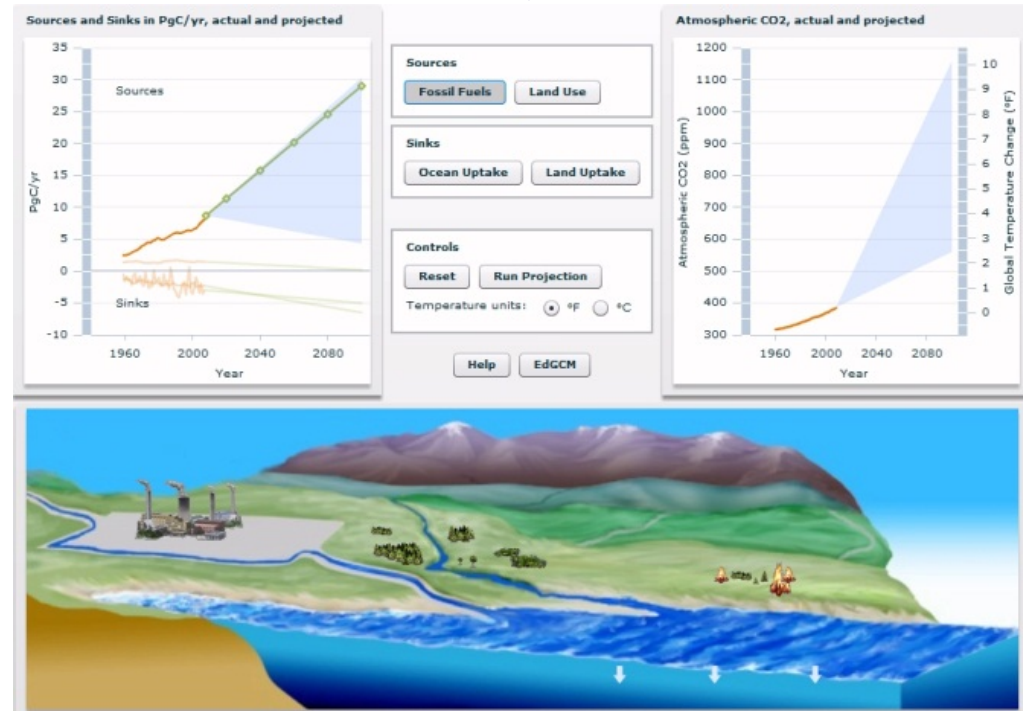 Sources and Sinks in PgC/yr, actual and projected
35
30
25
20
15
10
5
0
-5
-10
PgC/yr
Sources
Sinks
1960 2000 2040 2080
Year
Sources
Fossil Fuels Land Use
Sinks
Ocean Uptake Land Uptake
Controls
Reset Run Projection
Temperature units: °F °C
Help EdGCM
Atmospheric CO2, actual and projected
1200
1100
1000
900
800
700
600
500
400
300
Atmospheric CO2 (ppm)
10
9
8
7
6
5
4
3
2
1
0
Global Temperature Change (°F)
1960 2000 2040 2080
Year